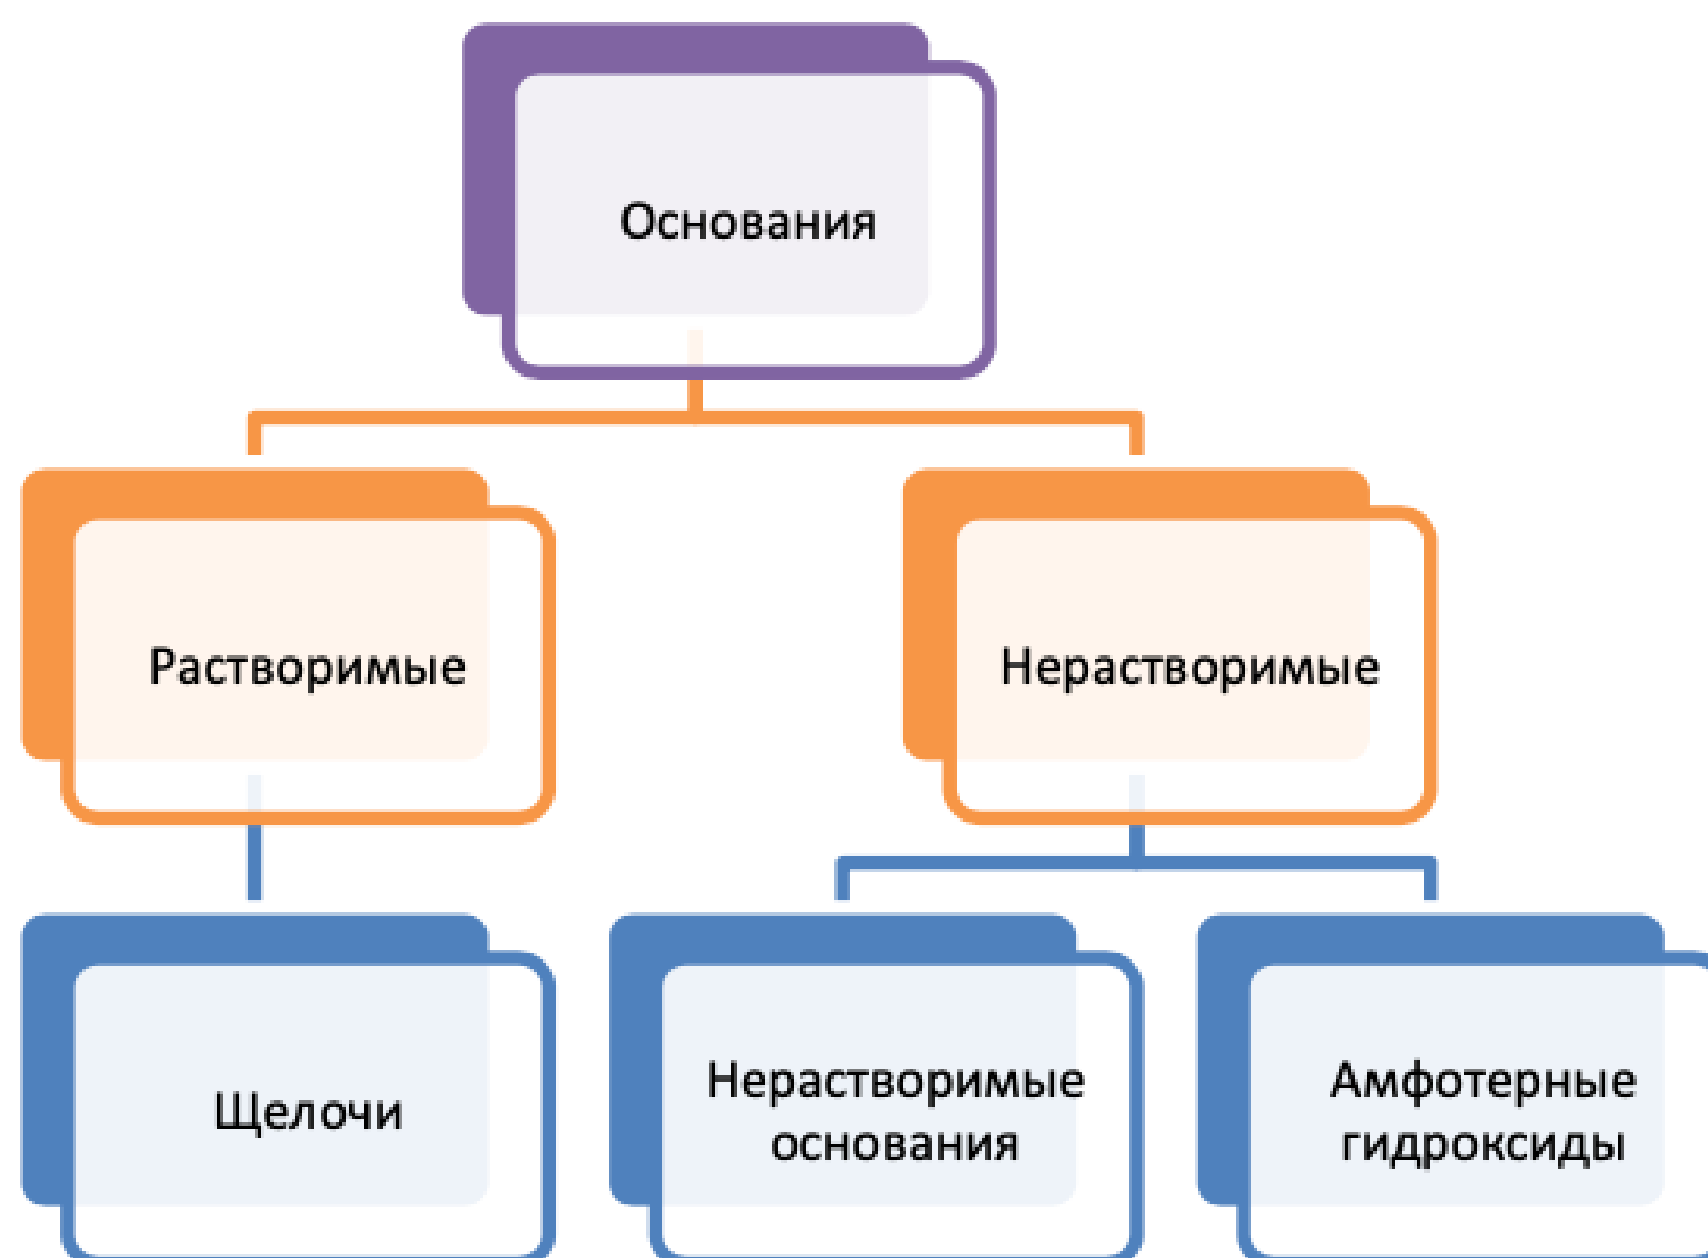 Основания
Растворимые
Нерастворимые
Щелочи
Нерастворимые
основания
Амфотерные
гидроксиды